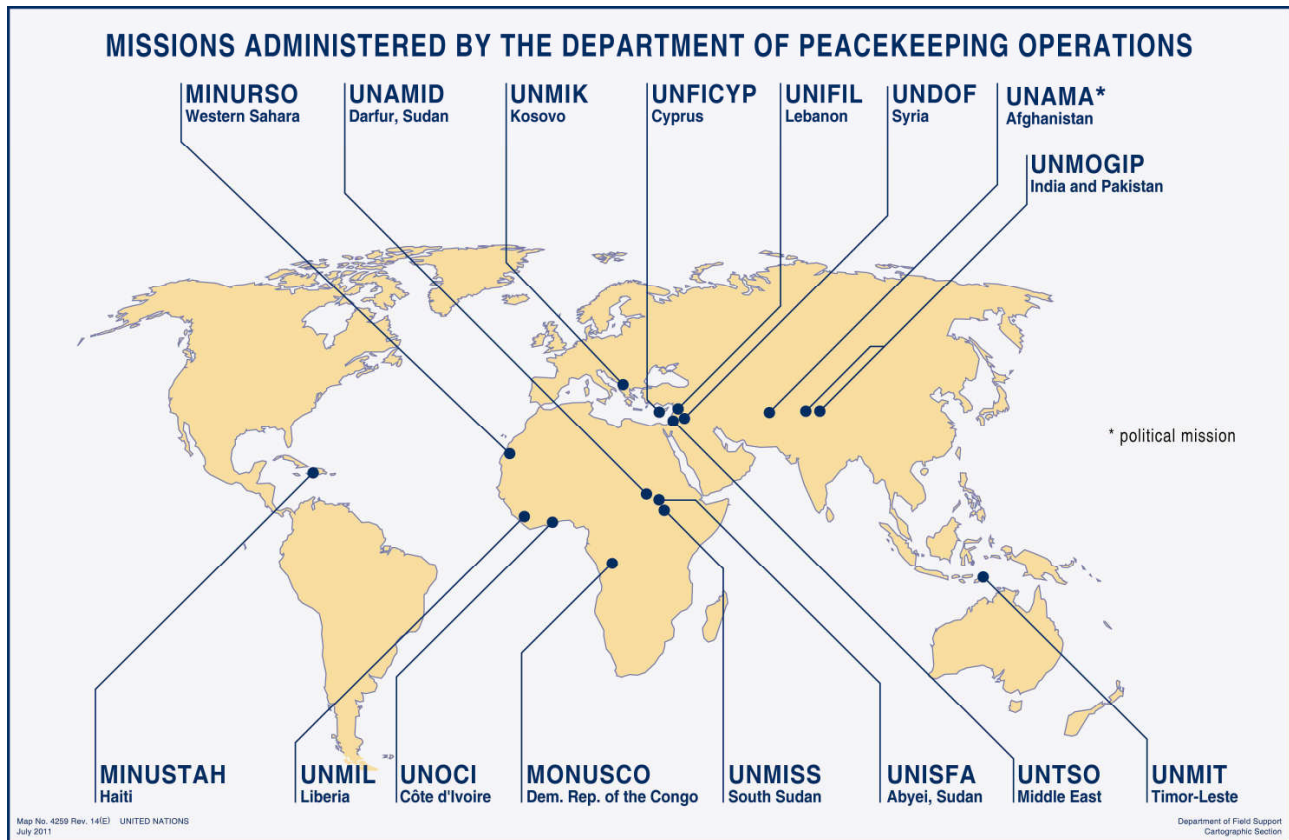 MISSIONS ADMINISTERED BY THE DEPARTMENT OF PEACEKEEPING OPERATIONS
MINURSO
Western Sahara
UNAMID
Darfur, Sudan
UNMIK
Kosovo
UNFICYP
Cyprus
UNIFIL
Lebanon
UNDOF
Syria
UNAMA*
Afghanistan
UNMOGIP
India and Pakistan
* political mission
MINUSTAH
Haiti
UNMIL
Liberia
UNOCI
Côte d'Ivoire
MONUSCO
Dem. Rep. of the Congo
UNMISS
South Sudan
UNISFA
Abyei, Sudan
UNTSO
Middle East
UNMIT
Timor-Leste
Map No. 4259 Rev. 14(E) UNITED NATIONS
July 2011
Department of Field Support
Cartographic Section